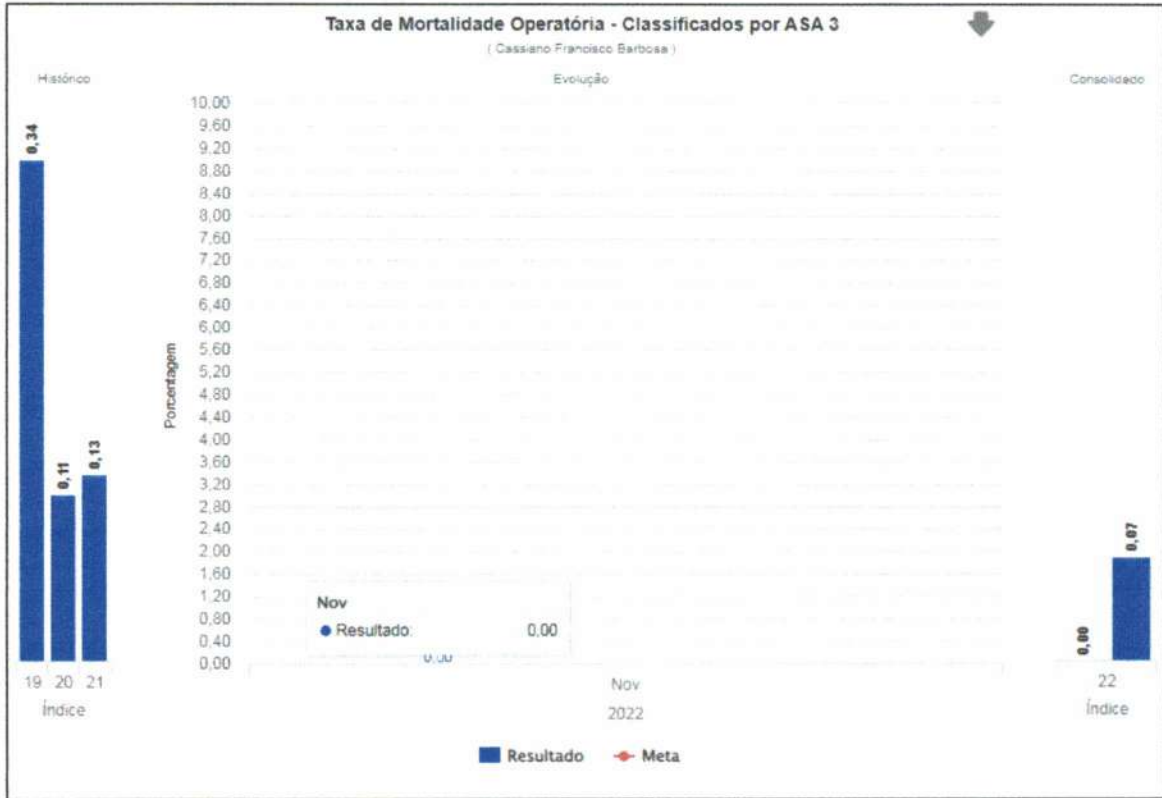 Taxa de Mortalidade Operatória - Classificados por ASA 3
( Cassiano Francisco Barbosa )
Histórico
Evolução
Consolidado
0,34
0,11
0,13
19 20 21
Índice
Porcentagem
10,00
9,60
9,20
8,80
8,40
8,00
7,60
7,20
6,80
6,40
6,00
5,60
5,20
4,80
4,40
4,00
3,60
3,20
2,80
2,40
2,00
1,60
1,20
0,80
0,40
0,00
Nov
Resultado: 0,00
0,00
Nov
2022
0,00
0,07
22
Índice
Resultado Meta